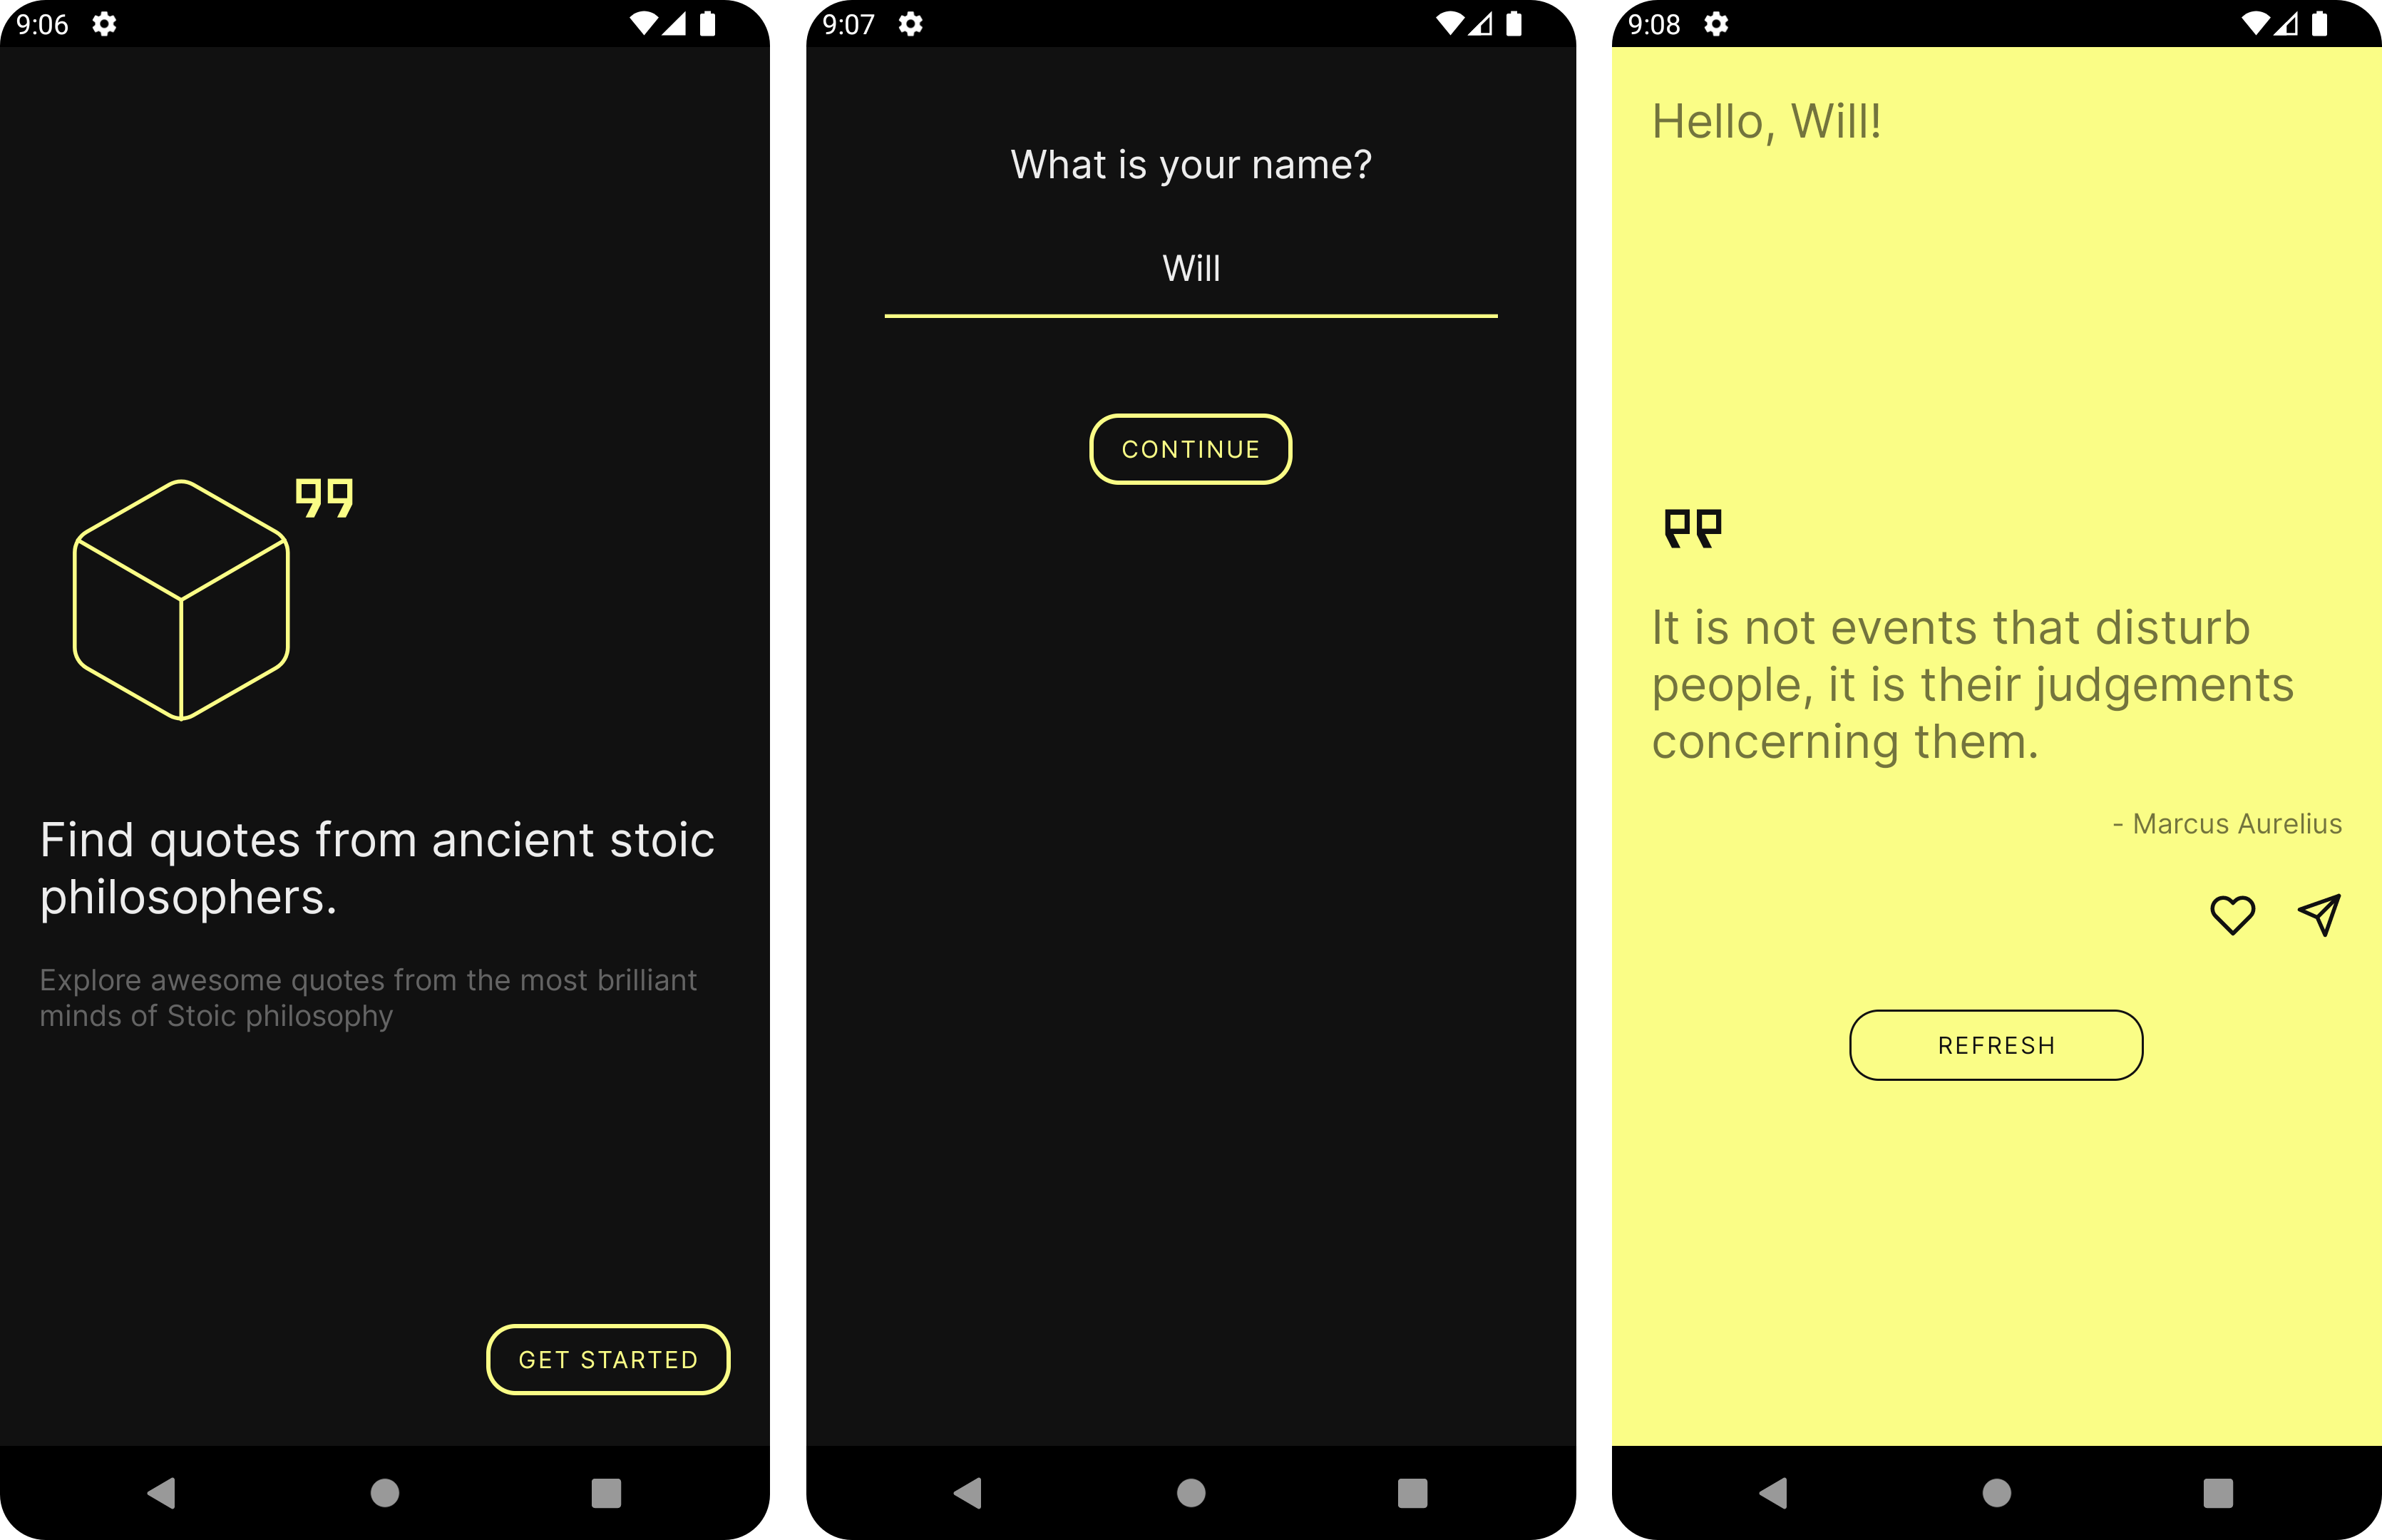 9:06
Find quotes from ancient stoic
philosophers.
Explore awesome quotes from the most brilliant
minds of Stoic philosophy
GET STARTED
9:07
What is your name?
Will
CONTINUE
9:08
Hello, Will!
It is not events that disturb
people, it is their judgements
concerning them.
- Marcus Aurelius
REFRESH